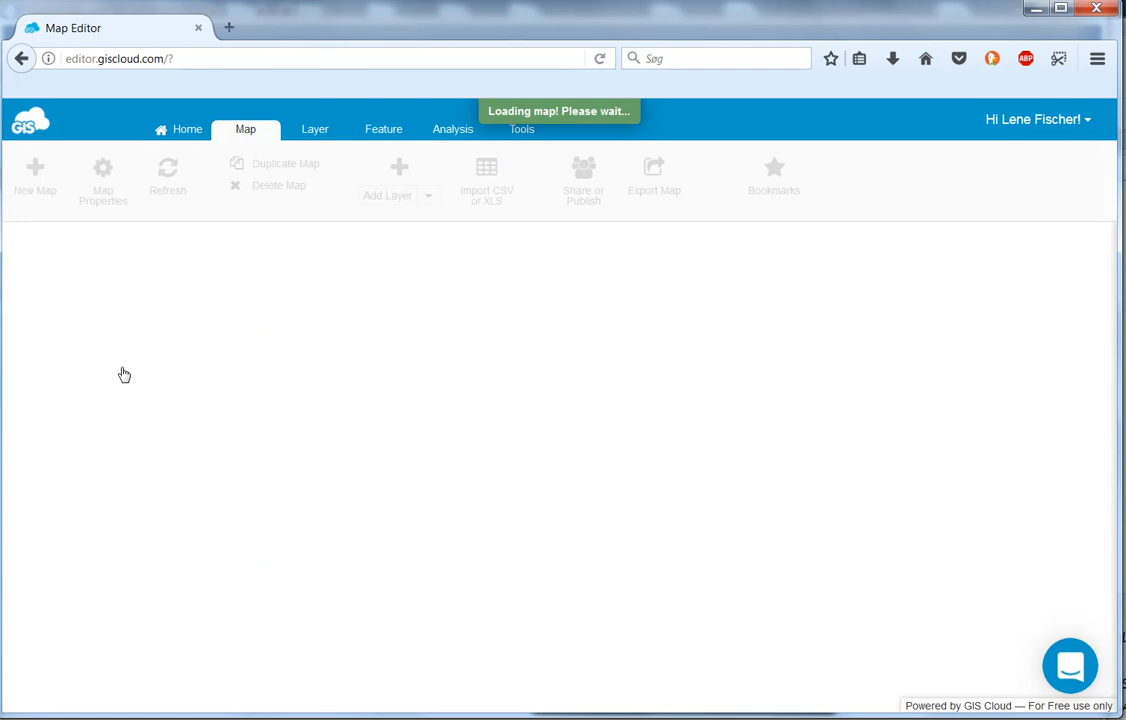 Map Editor
editor.giscloud.com/?
Søg
ABP
GIS
Loading map! Please wait...
Hi Lene Fischer!
Home
Map
Layer
Feature
Analysis
Tools
New Map
Map
Properties
Refresh
Duplicate Map
Delete Map
Add Layer
Import CSV
or XLS
Share or
Publish
Export Map
Bookmarks
Powered by GIS Cloud — For Free use only